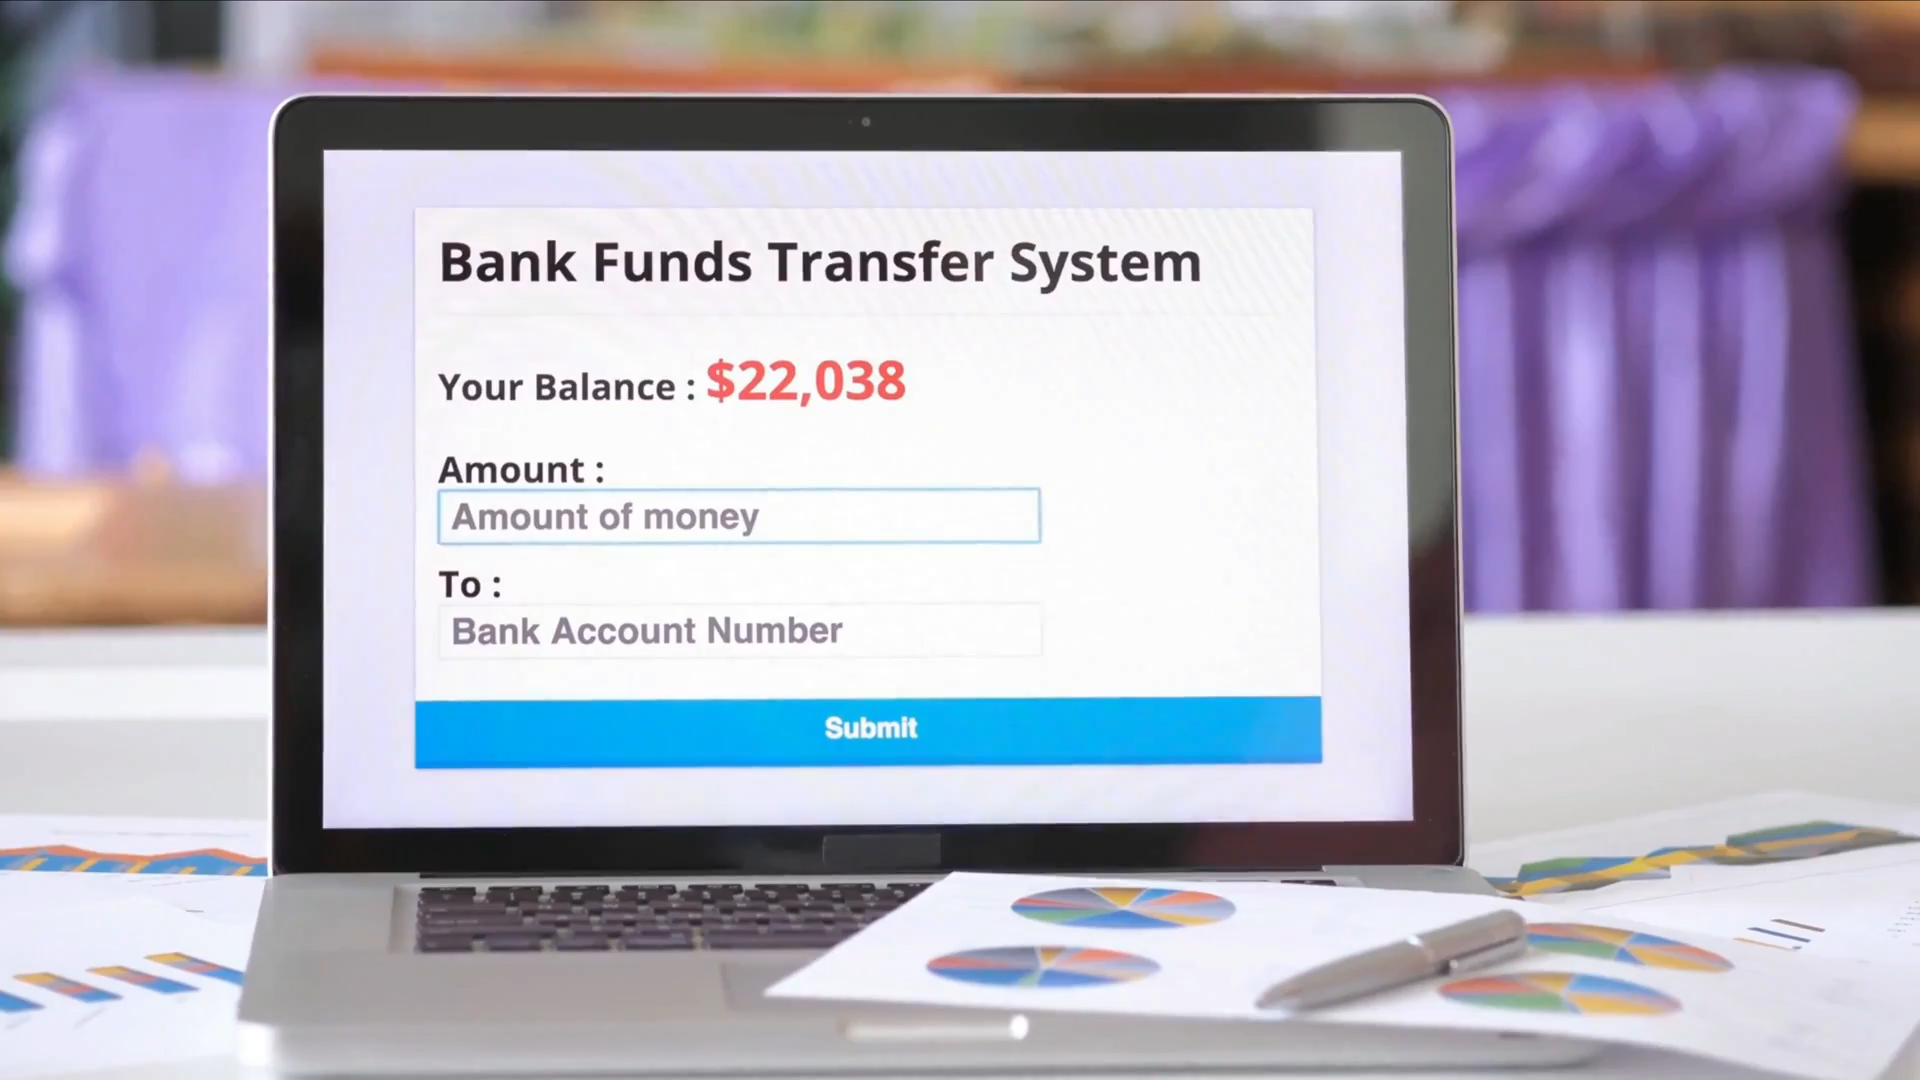 Bank Funds Transfer System
Your Balance : $22,038
Amount :
Amount of money
To :
Bank Account Number
Submit